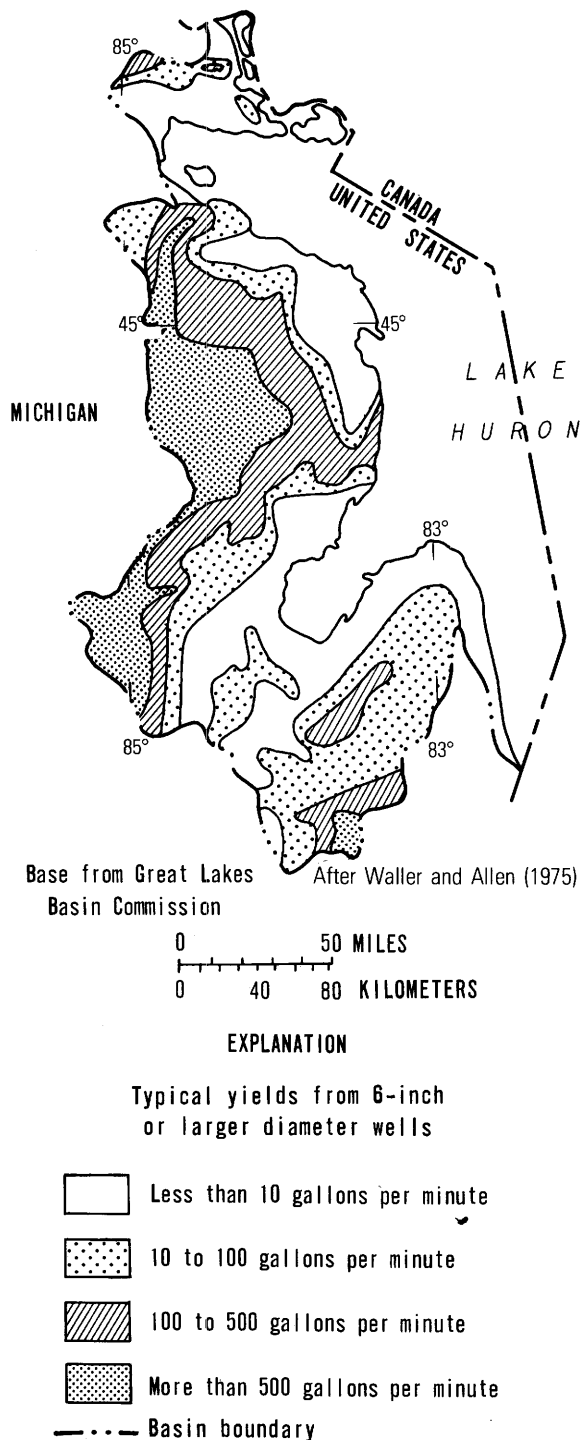 85°
CANADA
UNITED STATES
45°
45°
LAKE
HURON
MICHIGAN
83°
85°
83°
Base from Great Lakes
Basin Commission
After Waller and Allen (1975)
0 50 MILES
0 40 80 KILOMETERS
EXPLANATION
Typical yields from 6-inch
or larger diameter wells
Less than 10 gallons per minute
10 to 100 gallons per minute
100 to 500 gallons per minute
More than 500 gallons per minute
Basin boundary